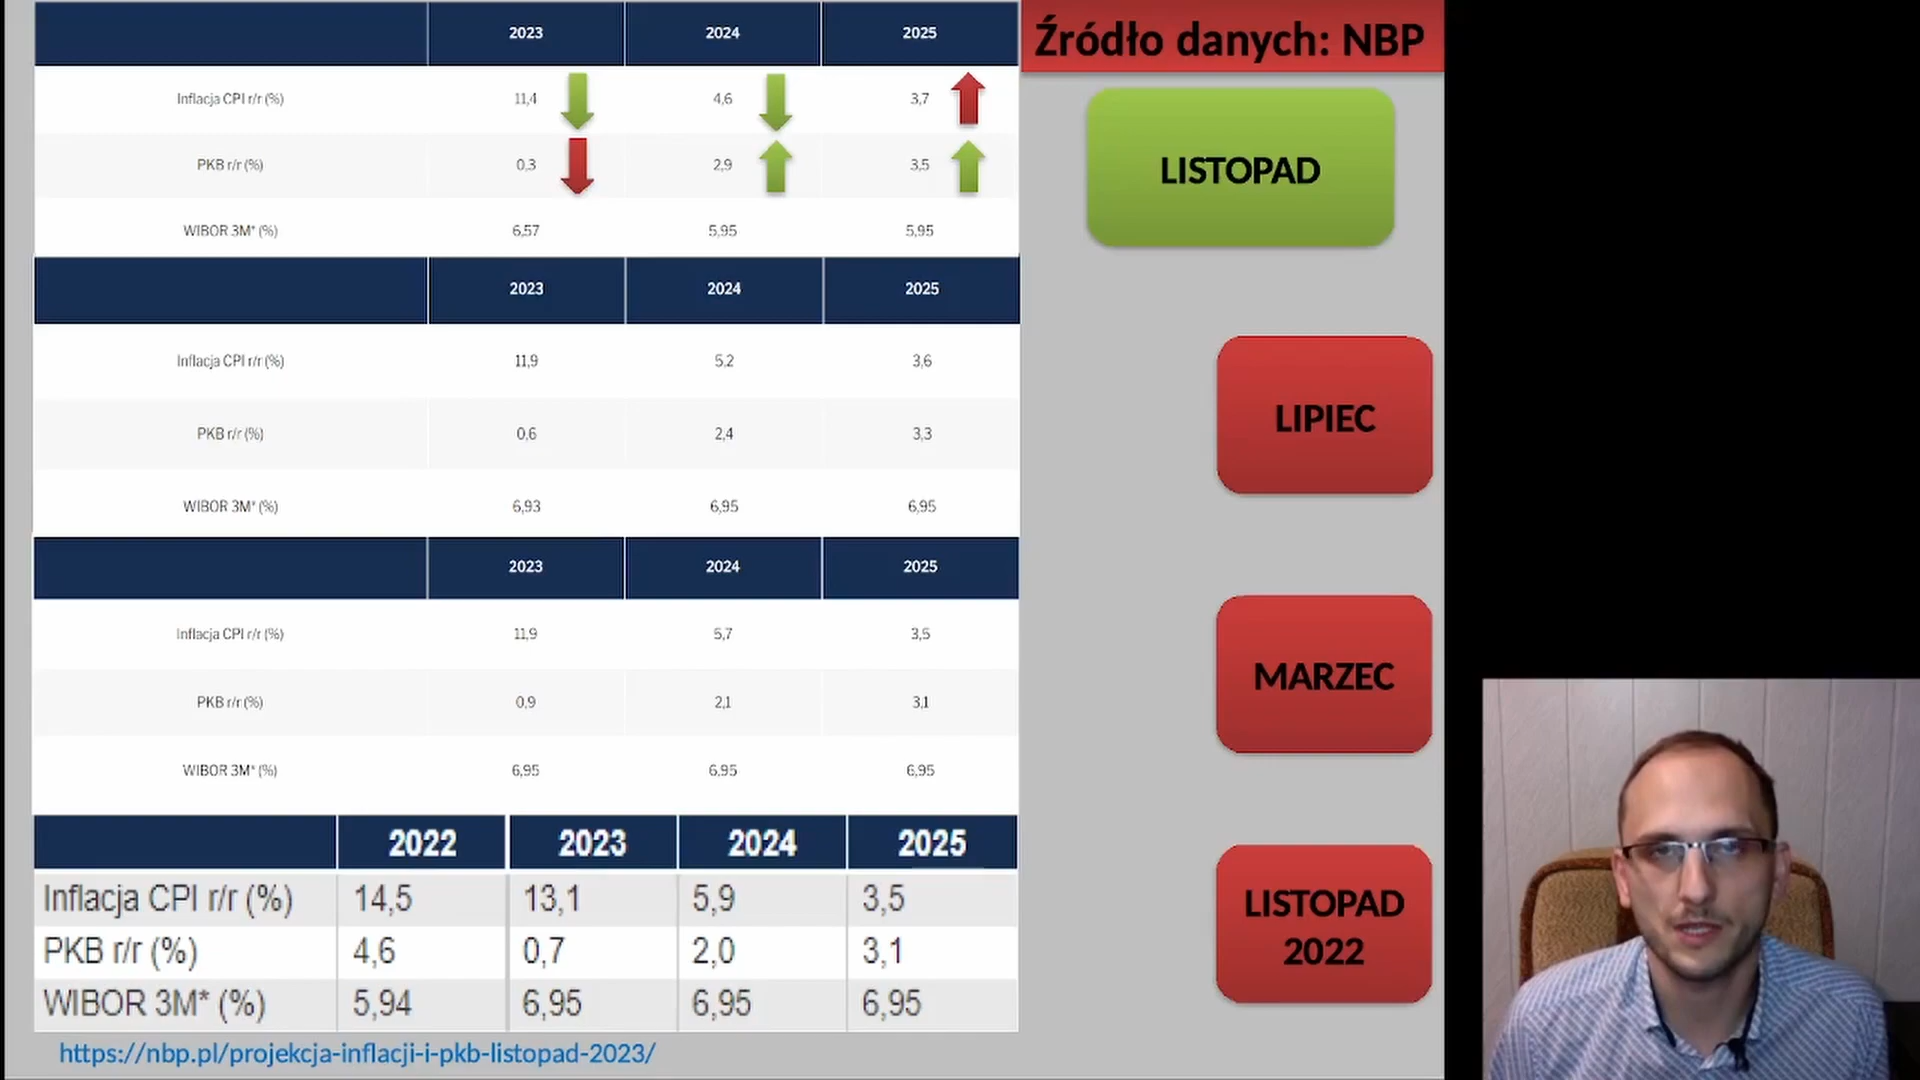 2023 2024 2025
Inflacja CPI r/r (%) 11,4 4,6 3,7
PKB r/r (%) 0,3 2,9 3,5
WIBOR 3M* (%) 6,57 5,95 5,95
Źródło danych: NBP
LISTOPAD
2023 2024 2025
Inflacja CPI r/r (%) 11,9 5.2 3,6
PKB r/r (%) 0,6 2,4 3,3
WIBOR 3M* (%) 6,93 6,95 6,95
LIPIEC
2023 2024 2025
Inflacja CPI r/r (%) 11,9 5,7 3,5
PKB r/r (%) 0,9 2,1 3,1
WIBOR 3M* (%) 6,95 6,95 6,95
MARZEC
2022 2023 2024 2025
Inflacja CPI r/r (%) 14,5 13,1 5,9 3,5
PKB r/r (%) 4,6 0,7 2,0 3,1
WIBOR 3M* (%) 5,94 6,95 6,95 6,95
LISTOPAD
2022
https://nbp.pl/projekcja-inflacji-i-pkb-listopad-2023/